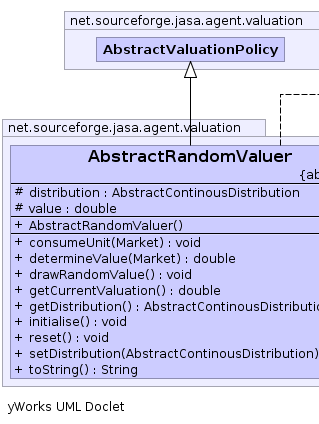 net.sourceforge.jasa.agent.valuation
AbstractValuationPolicy
net.sourceforge.jasa.agent.valuation
AbstractRandomValuer
{ab
# distribution : AbstractContinousDistribution
# value : double
+ AbstractRandomValuer()
+ consumeUnit(Market) : void
+ determineValue(Market) : double
+ drawRandomValue() : void
+ getCurrentValuation() : double
+ getDistribution() : AbstractContinousDistributio
+ initialise() : void
+ reset() : void
+ setDistribution(AbstractContinousDistribution)
+ toString() : String
yWorks UML Doclet